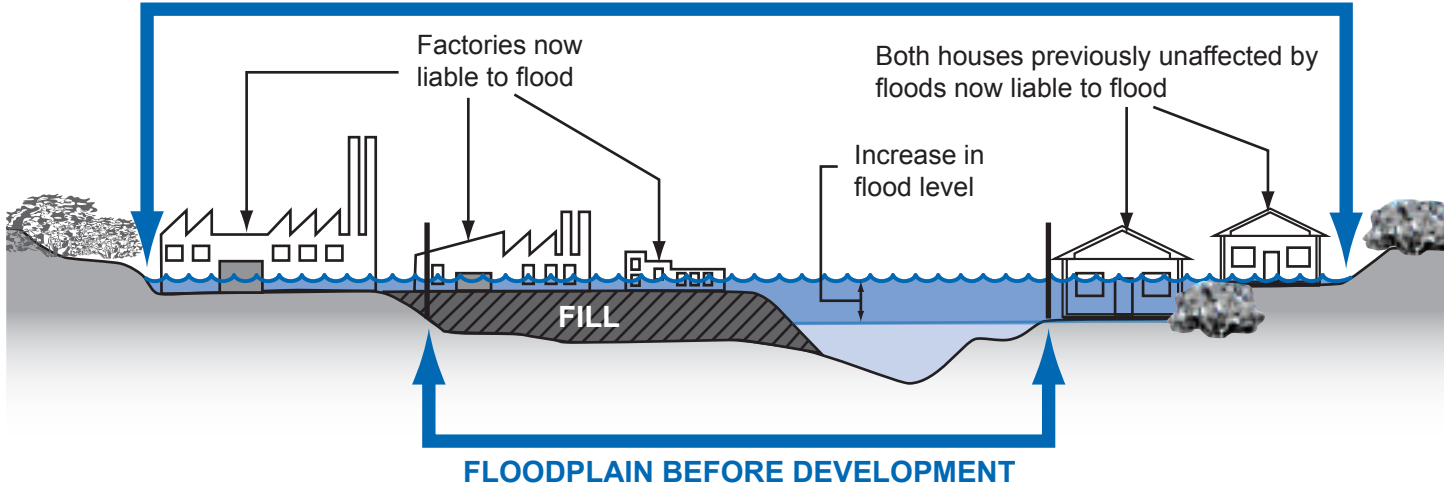 Factories now
liable to flood
Both houses previously unaffected by
floods now liable to flood
Increase in
flood level
FILL
FLOODPLAIN BEFORE DEVELOPMENT